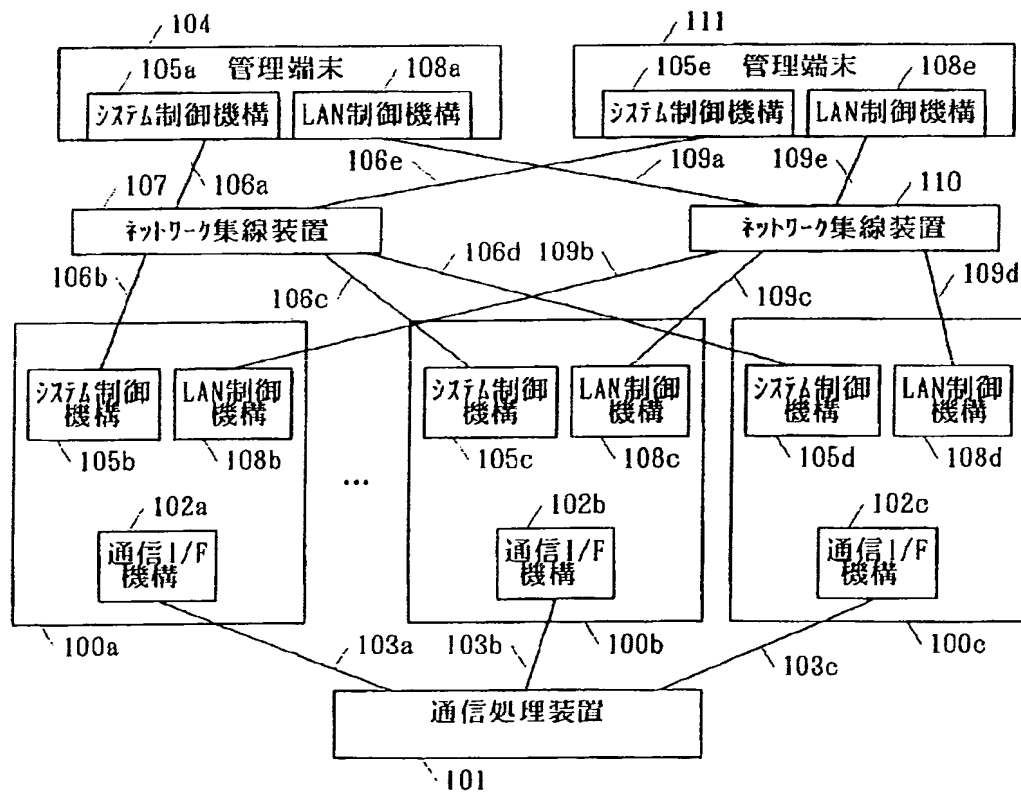 104
111
105a 管理端末 108a
105e 管理端末 108e
システム制御機構 LAN制御機構
システム制御機構 LAN制御機構
107 106a 106e 109a 109e 110
ネットワーク集線装置
ネットワーク集線装置
106b 106c 106d 109b 109c 109d
システム制御
機構
LAN制御
機構
システム制御
機構
LAN制御
機構
システム制御
機構
LAN制御
機構
105b 108b 105c 108c 105d 108d
...
102a 102b 102c
通信I/F
機構
通信I/F
機構
通信I/F
機構
100a 103a 103b 100b 103c 100c
通信処理装置
101